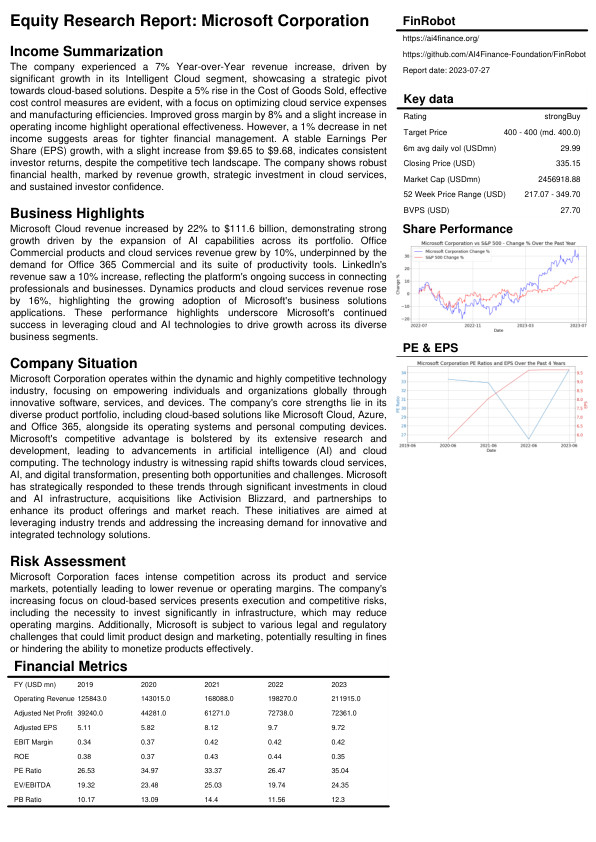 Equity Research Report: Microsoft Corporation
Income Summarization
The company experienced a 7% Year-over-Year revenue increase, driven by
significant growth in its Intelligent Cloud segment, showcasing a strategic pivot
towards cloud-based solutions. Despite a 5% rise in the Cost of Goods Sold, effective
cost control measures are evident, with a focus on optimizing cloud service expenses
and manufacturing efficiencies. Improved gross margin by 8% and a slight increase in
operating income highlight operational effectiveness. However, a 1% decrease in net
income suggests areas for tighter financial management. A stable Earnings Per
Share (EPS) growth, with a slight increase from $9.65 to $9.68, indicates consistent
investor returns, despite the competitive tech landscape. The company shows robust
financial health, marked by revenue growth, strategic investment in cloud services,
and sustained investor confidence.
Business Highlights
Microsoft Cloud revenue increased by 22% to $111.6 billion, demonstrating strong
growth driven by the expansion of AI capabilities across its portfolio. Office
Commercial products and cloud services revenue grew by 10%, underpinned by the
demand for Office 365 Commercial and its suite of productivity tools. LinkedIn's
revenue saw a 10% increase, reflecting the platform's ongoing success in connecting
professionals and businesses. Dynamics products and cloud services revenue rose
by 16%, highlighting the growing adoption of Microsoft's business solutions
applications. These performance highlights underscore Microsoft's continued
success in leveraging cloud and AI technologies to drive growth across its diverse
business segments.
Company Situation
Microsoft Corporation operates within the dynamic and highly competitive technology
industry, focusing on empowering individuals and organizations globally through
innovative software, services, and devices. The company's core strengths lie in its
diverse product portfolio, including cloud-based solutions like Microsoft Cloud, Azure,
and Office 365, alongside its operating systems and personal computing devices.
Microsoft's competitive advantage is bolstered by its extensive research and
development, leading to advancements in artificial intelligence (AI) and cloud
computing. The technology industry is witnessing rapid shifts towards cloud services,
AI, and digital transformation, presenting both opportunities and challenges. Microsoft
has strategically responded to these trends through significant investments in cloud
and AI infrastructure, acquisitions like Activision Blizzard, and partnerships to
enhance its product offerings and market reach. These initiatives are aimed at
leveraging industry trends and addressing the increasing demand for innovative and
integrated technology solutions.
Risk Assessment
Microsoft Corporation faces intense competition across its product and service
markets, potentially leading to lower revenue or operating margins. The company's
increasing focus on cloud-based services presents execution and competitive risks,
including the necessity to invest significantly in infrastructure, which may reduce
operating margins. Additionally, Microsoft is subject to various legal and regulatory
challenges that could limit product design and marketing, potentially resulting in fines
or hindering the ability to monetize products effectively.
Financial Metrics
FY (USD mn) 2019 2020 2021 2022 2023
Operating Revenue 125843.0 143015.0 168088.0 198270.0 211915.0
Adjusted Net Profit 39240.0 44281.0 61271.0 72738.0 72361.0
Adjusted EPS 5.11 5.82 8.12 9.7 9.72
EBIT Margin 0.34 0.37 0.42 0.42 0.42
ROE 0.38 0.37 0.43 0.44 0.35
PE Ratio 26.53 34.97 33.37 26.47 35.04
EV/EBITDA 19.32 23.48 25.03 19.74 24.35
PB Ratio 10.17 13.09 14.4 11.56 12.3
FinRobot
https://ai4finance.org/
https://github.com/AI4Finance-Foundation/FinRobot
Report date: 2023-07-27
Key data
Rating strongBuy
Target Price 400 - 400 (md. 400.0)
6m avg daily vol (USDmn) 29.99
Closing Price (USD) 335.15
Market Cap (USDmn) 2456918.88
52 Week Price Range (USD) 217.07 - 349.70
BVPS (USD) 27.70
Share Performance
Microsoft Corporation vs S&P 500 - Change % Over the Past Year
Microsoft Corporation Change %
S&P 500 Change %
Change %
30
20
10
0
-10
-20
2022-07 2022-11 2023-03 2023-07
Date
PE & EPS
Microsoft Corporation PE Ratios and EPS Over the Past 4 Years
PE Ratio
34
33
32
31
30
29
28
27
EPS
9.5
9.0
8.5
8.0
7.5
7.0
6.5
6.0
2019-06 2020-06 2021-06 2022-06 2023-06
Date